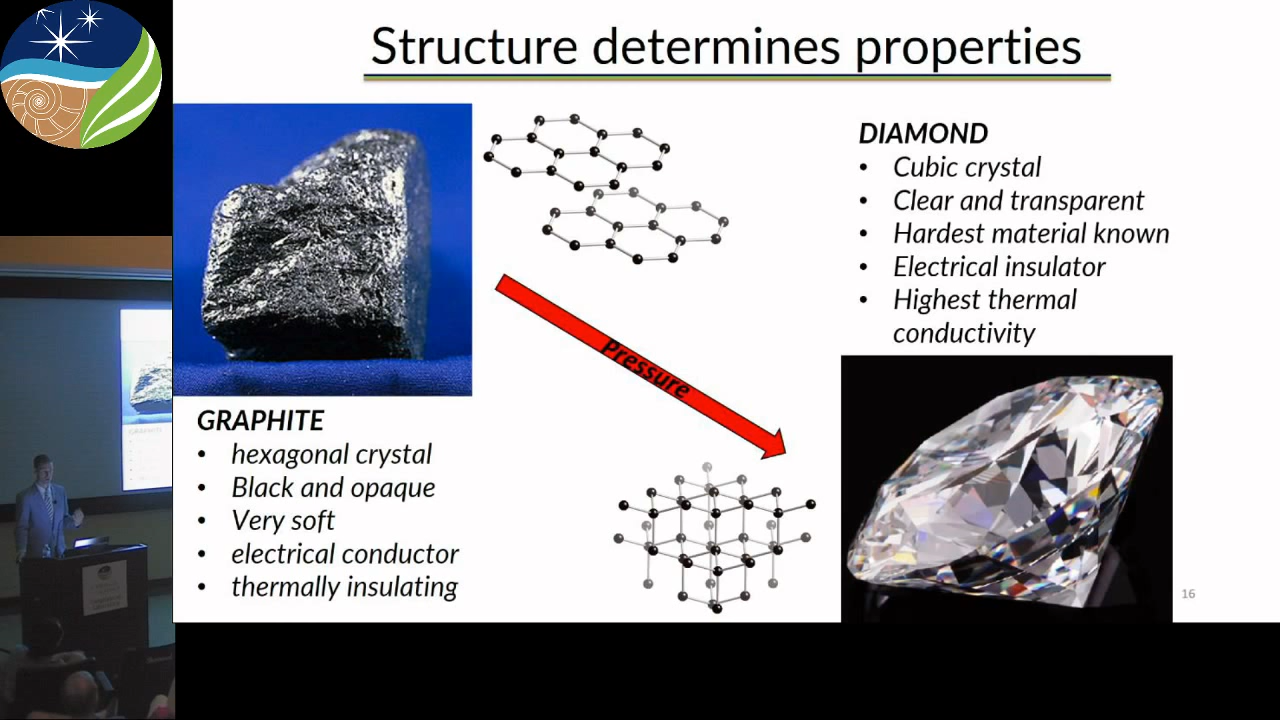 Structure determines properties
DIAMOND
• Cubic crystal
• Clear and transparent
• Hardest material known
• Electrical insulator
• Highest thermal
conductivity
Pressure
GRAPHITE
• hexagonal crystal
• Black and opaque
• Very soft
• electrical conductor
• thermally insulating
16